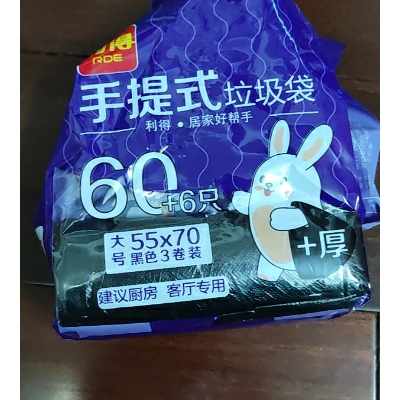 得
RDE
手提式垃圾袋
利得·居家好帮手
60+6只
大号 55x70
黑色3卷装
+厚
建议厨房 客厅专用